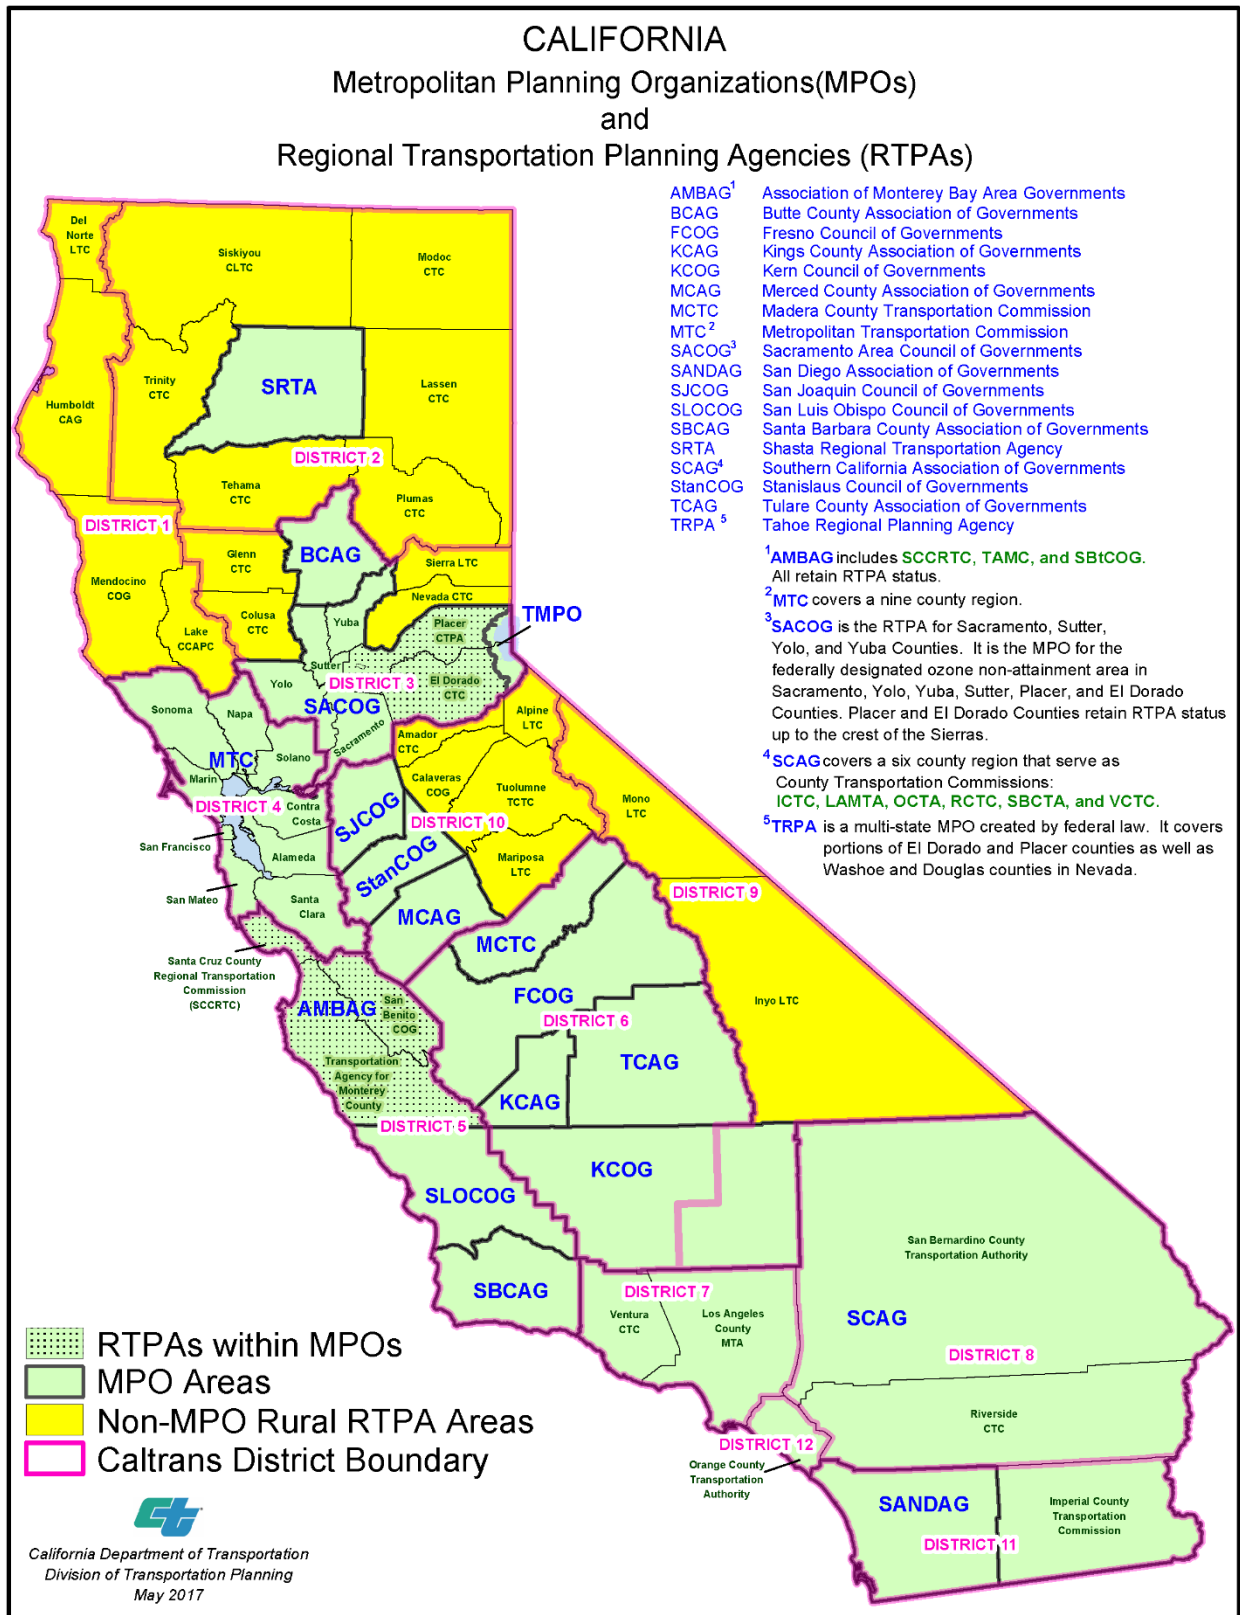 CALIFORNIA
Metropolitan Planning Organizations(MPOs)
and
Regional Transportation Planning Agencies (RTPAs)
AMBAG1 Association of Monterey Bay Area Governments
BCAG Butte County Association of Governments
FCOG Fresno Council of Governments
KCAG Kings County Association of Governments
KCOG Kern Council of Governments
MCAG Merced County Association of Governments
MCTC Madera County Transportation Commission
MTC 2 Metropolitan Transportation Commission
SACOG3 Sacramento Area Council of Governments
SANDAG San Diego Association of Governments
SJCOG San Joaquin Council of Governments
SLOCOG San Luis Obispo Council of Governments
SBCAG Santa Barbara County Association of Governments
SRTA Shasta Regional Transportation Agency
SCAG4 Southern California Association of Governments
StanCOG Stanislaus Council of Governments
TCAG Tulare County Association of Governments
TRPA 5 Tahoe Regional Planning Agency
1AMBAG includes SCCRTC, TAMC, and SBtCOG.
All retain RTPA status.
2MTC covers a nine county region.
3SACOG is the RTPA for Sacramento, Sutter,
Yolo, and Yuba Counties. It is the MPO for the
federally designated ozone non-attainment area in
Sacramento, Yolo, Yuba, Sutter, Placer, and El Dorado
Counties. Placer and El Dorado Counties retain RTPA status
up to the crest of the Sierras.
4SCAG covers a six county region that serve as
County Transportation Commissions:
ICTC, LAMTA, OCTA, RCTC, SBCTA, and VCTC.
5TRPA is a multi-state MPO created by federal law. It covers
portions of El Dorado and Placer counties as well as
Washoe and Douglas counties in Nevada.
Del
Norte
LTC
Siskiyou
CLTC
Modoc
CTC
Humboldt
CAG
Trinity
CTC
SRTA
Lassen
CTC
DISTRICT 2
Tehama
CTC
Plumas
CTC
DISTRICT 1
Mendocino
COG
Glenn
CTC
BCAG
Sierra LTC
Nevada CTC
Lake
CCAPC
Colusa
CTC
Yuba
Placer
CTPA
TMPO
Sutter
Yolo
DISTRICT 3
El Dorado
CTC
SACOG
Sacramento
Sonoma
Napa
Solano
MTC
Marin
DISTRICT 4
Contra
Costa
San Francisco
Alameda
San Mateo
Santa
Clara
Alpine
LTC
Amador
CTC
Calaveras
COG
Tuolumne
TCTC
Mono
LTC
SJCOG
DISTRICT 10
StanCOG
Mariposa
LTC
MCAG
MCTC
DISTRICT 9
Inyo LTC
Santa Cruz County
Regional Transportation
Commission
(SCCRTC)
AMBAG
San
Benito
COG
Transportation
Agency for
Monterey
County
DISTRICT 5
FCOG
DISTRICT 6
TCAG
KCAG
KCOG
SLOCOG
SBCAG
DISTRICT 7
Ventura
CTC
Los Angeles
County
MTA
San Bernardino County
Transportation Authority
SCAG
DISTRICT 8
Riverside
CTC
DISTRICT 12
Orange County
Transportation
Authority
SANDAG
DISTRICT 11
Imperial County
Transportation
Commission
RTPAs within MPOs
MPO Areas
Non-MPO Rural RTPA Areas
Caltrans District Boundary
ct
California Department of Transportation
Division of Transportation Planning
May 2017